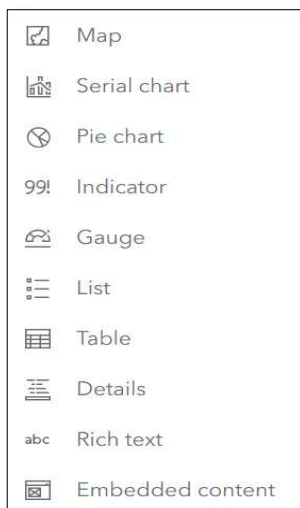 Map
Serial chart
Pie chart
99! Indicator
Gauge
List
Table
Details
abc Rich text
Embedded content